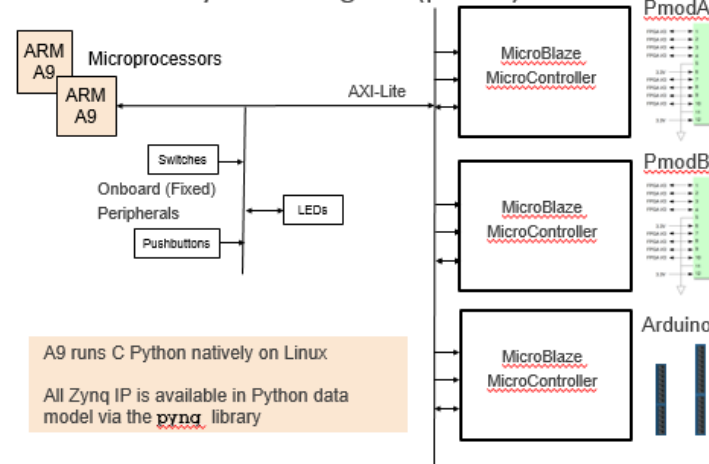 PmodA
ARM
A9
ARM
A9
Microprocessors
MicroBlaze
MicroController
AXI-Lite
Switches
Onboard (Fixed)
Peripherals
LEDs
Pushbuttons
PmodB
MicroBlaze
MicroController
Arduino
MicroBlaze
MicroController
A9 runs C Python natively on Linux
All Zynq IP is available in Python data
model via the pynq library